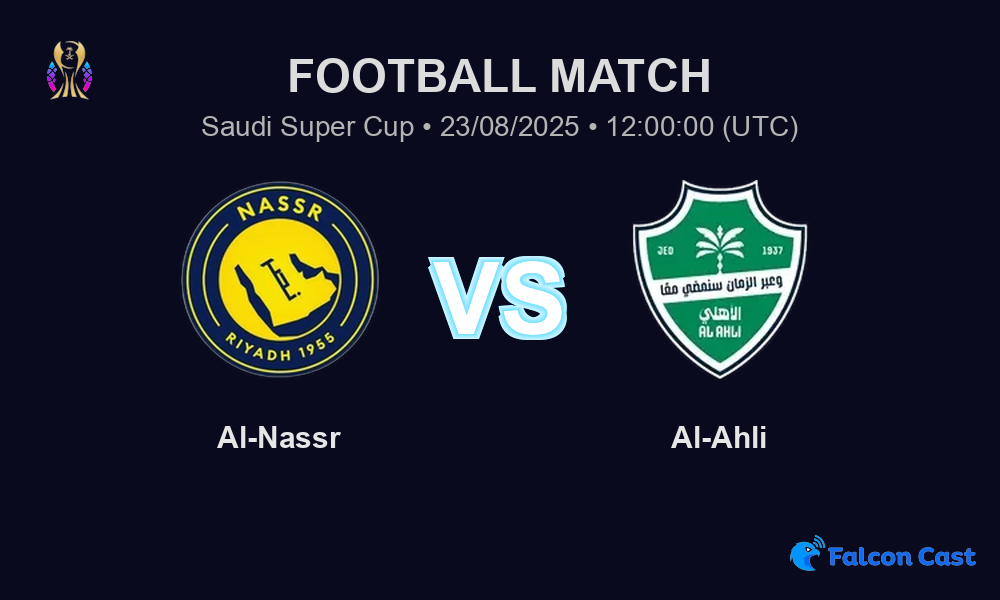 FOOTBALL MATCH
Saudi Super Cup • 23/08/2025 • 12:00:00 (UTC)
NASSR
RIYADH 1955
VS
JED 1937
وعبر الزمان سنمضي معًا
الأهلي
AL AHLI
Al-Nassr
Al-Ahli
Falcon Cast